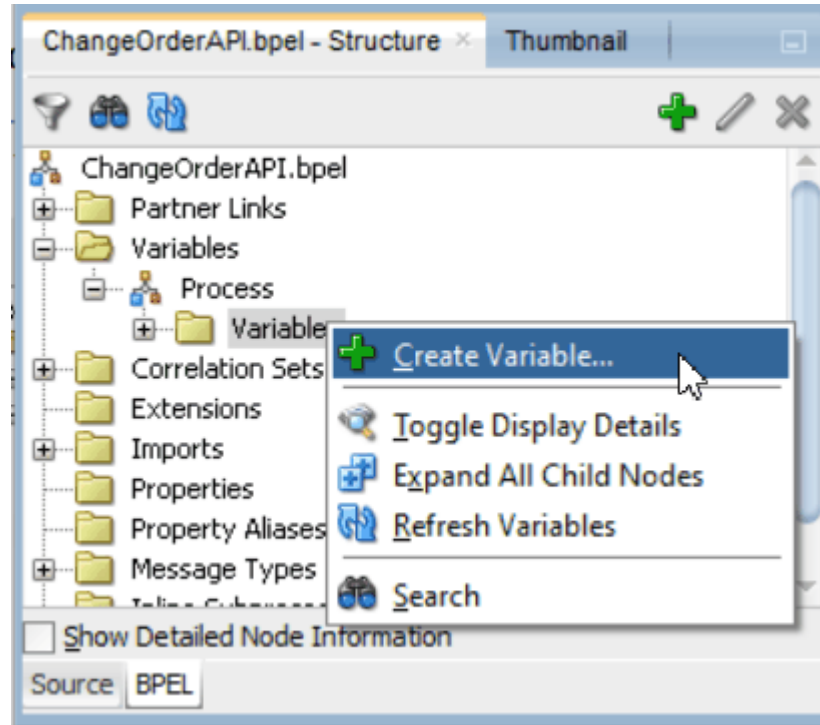 ChangeOrderAPI.bpel - Structure Thumbnail
ChangeOrderAPI.bpel
Partner Links
Variables
Process
Variable
Create Variable...
Correlation Sets
Extensions
Toggle Display Details
Imports
Expand All Child Nodes
Properties
Refresh Variables
Property Aliases
Message Types
Search
Show Detailed Node Information
Source BPEL